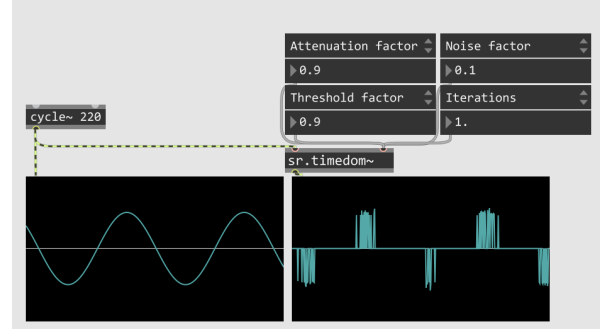 Attenuation factor
Noise factor
0.9
0.1
Threshold factor
Iterations
0.9
1.
cycle~ 220
sr.timedom~